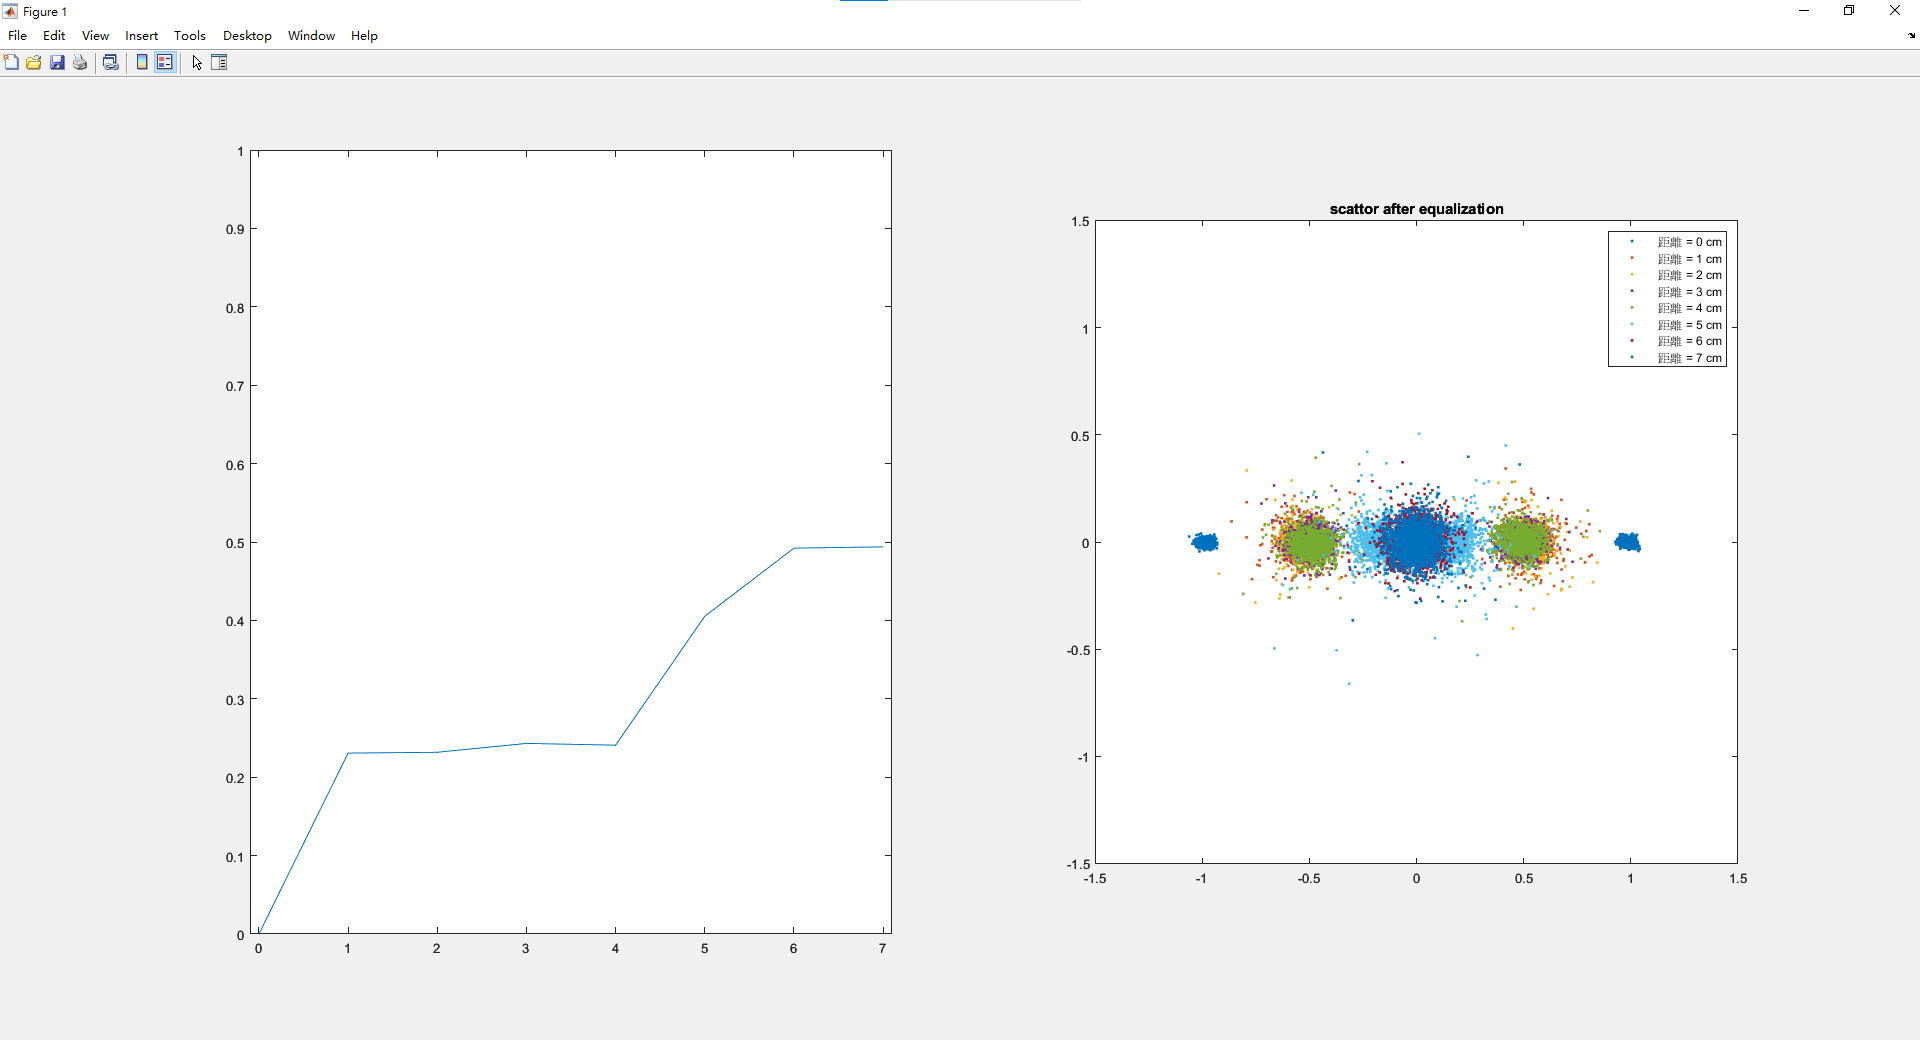 Figure 1
File Edit View Insert Tools Desktop Window Help
1
0.9
0.8
0.7
0.6
0.5
0.4
0.3
0.2
0.1
0
0 1 2 3 4 5 6 7
scattor after equalization
1.5
1
0.5
0
-0.5
-1
-1.5
-1.5 -1 -0.5 0 0.5 1 1.5
距離 = 0 cm
距離 = 1 cm
距離 = 2 cm
距離 = 3 cm
距離 = 4 cm
距離 = 5 cm
距離 = 6 cm
距離 = 7 cm